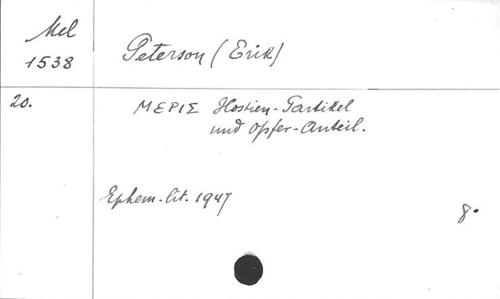 Mel
1538
Peterson (Erik)
20.
ΜΕΡΙΣ Hostien-Partikel
und Opfer-Anteil.
Ephem. lit. 1947
8°